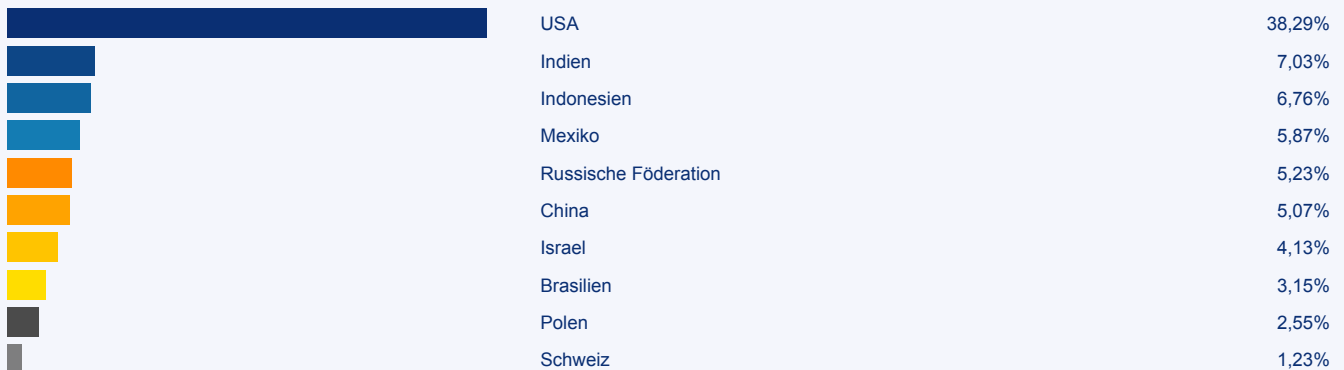 USA 38,29%
Indien 7,03%
Indonesien 6,76%
Mexiko 5,87%
Russische Föderation 5,23%
China 5,07%
Israel 4,13%
Brasilien 3,15%
Polen 2,55%
Schweiz 1,23%